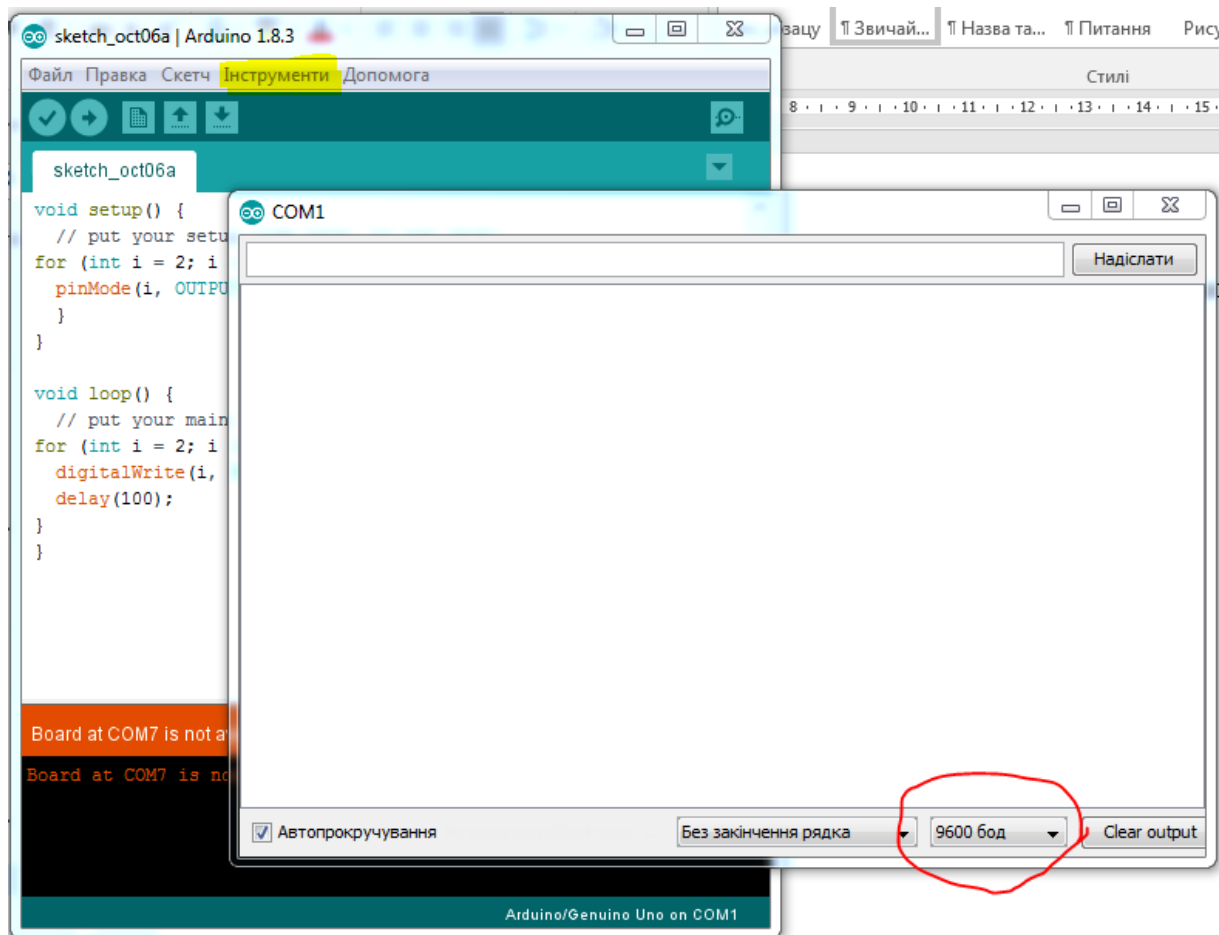 sketch_oct06a | Arduino 1.8.3
Файл Правка Скетч Інструменти Допомога
sketch_oct06a
void setup() {
// put your setu
for (int i = 2; i
pinMode(i, OUTPU
}
}
void loop() {
// put your main
for (int i = 2; i
digitalWrite(i,
delay(100);
}
}
Board at COM7 is not a
Board at COM7 is no
Arduino/Genuino Uno on COM1
COM1
Надіслати
Автопрокручування
Без закінчення рядка
9600 бод
Clear output
зацу ¶ Звичай... ¶ Назва та... ¶ Питання Рису
Стилі
8 9 10 11 12 13 14 15